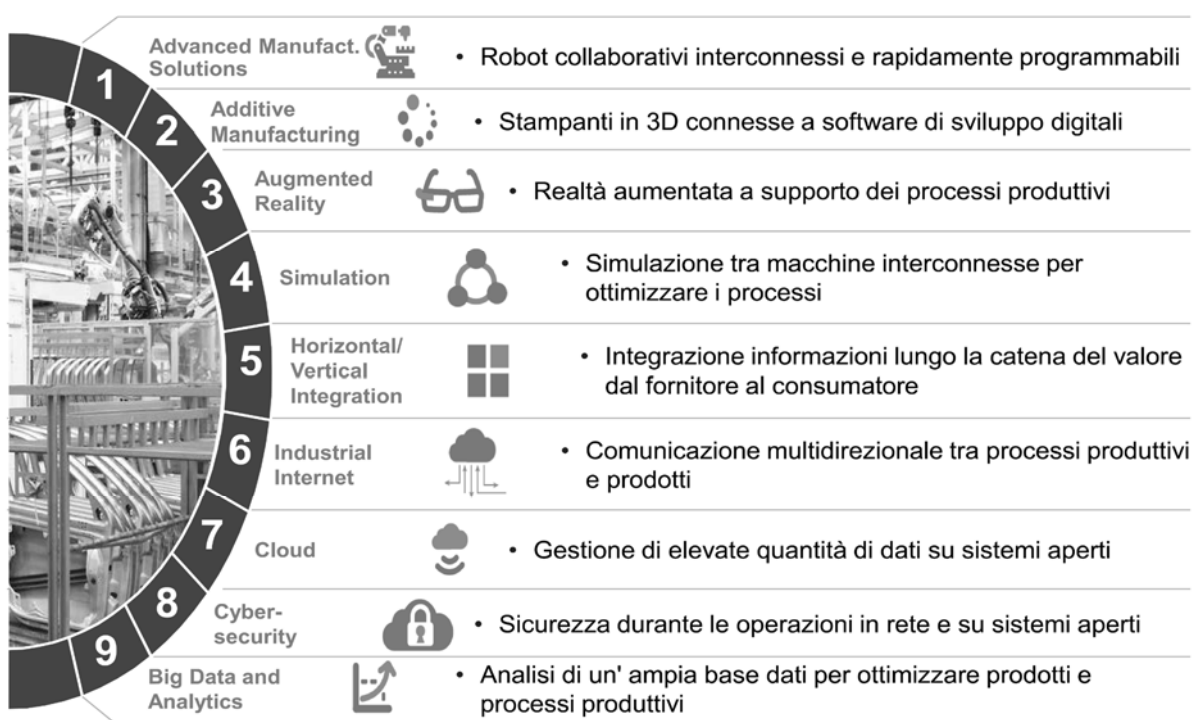 1
Advanced Manufact.
Solutions
• Robot collaborativi interconnessi e rapidamente programmabili
2
Additive
Manufacturing
• Stampanti in 3D connesse a software di sviluppo digitali
3
Augmented
Reality
• Realtà aumentata a supporto dei processi produttivi
4
Simulation
• Simulazione tra macchine interconnesse per
ottimizzare i processi
5
Horizontal/
Vertical
Integration
• Integrazione informazioni lungo la catena del valore
dal fornitore al consumatore
6
Industrial
Internet
• Comunicazione multidirezionale tra processi produttivi
e prodotti
7
Cloud
• Gestione di elevate quantità di dati su sistemi aperti
8
Cyber-
security
• Sicurezza durante le operazioni in rete e su sistemi aperti
9
Big Data and
Analytics
• Analisi di un' ampia base dati per ottimizzare prodotti e
processi produttivi